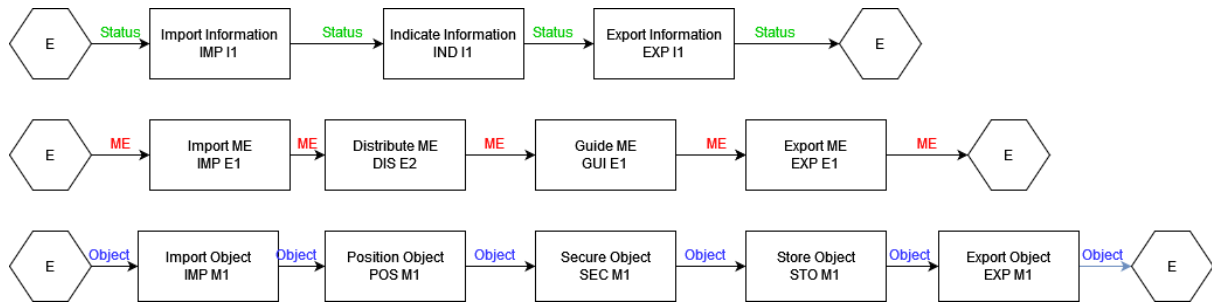 E
Status
Import Information
IMP I1
Status
Indicate Information
IND I1
Status
Export Information
EXP I1
Status
E
E
ME
Import ME
IMP E1
ME
Distribute ME
DIS E2
ME
Guide ME
GUI E1
ME
Export ME
EXP E1
ME
E
E
Object
Import Object
IMP M1
Object
Position Object
POS M1
Object
Secure Object
SEC M1
Object
Store Object
STO M1
Object
Export Object
EXP M1
Object
E